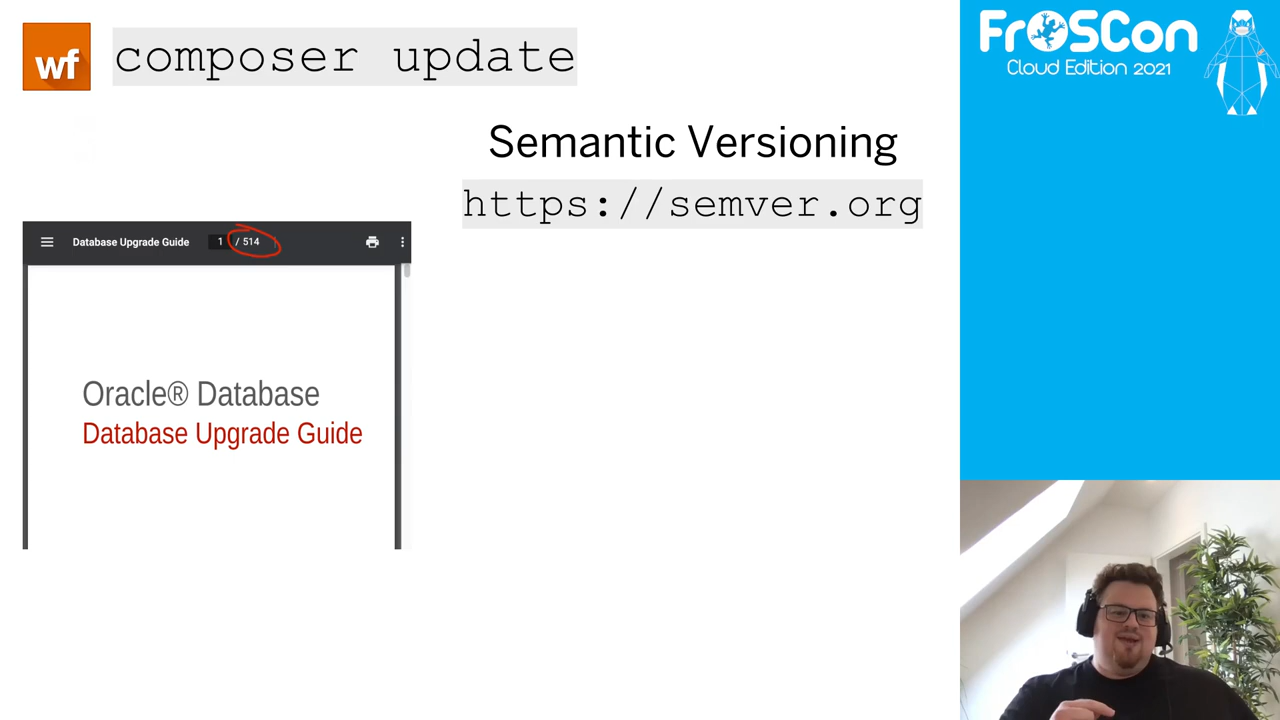 wf
composer update
Semantic Versioning
https://semver.org
Database Upgrade Guide 1 / 514
Oracle® Database
Database Upgrade Guide
FrOSCon
Cloud Edition 2021